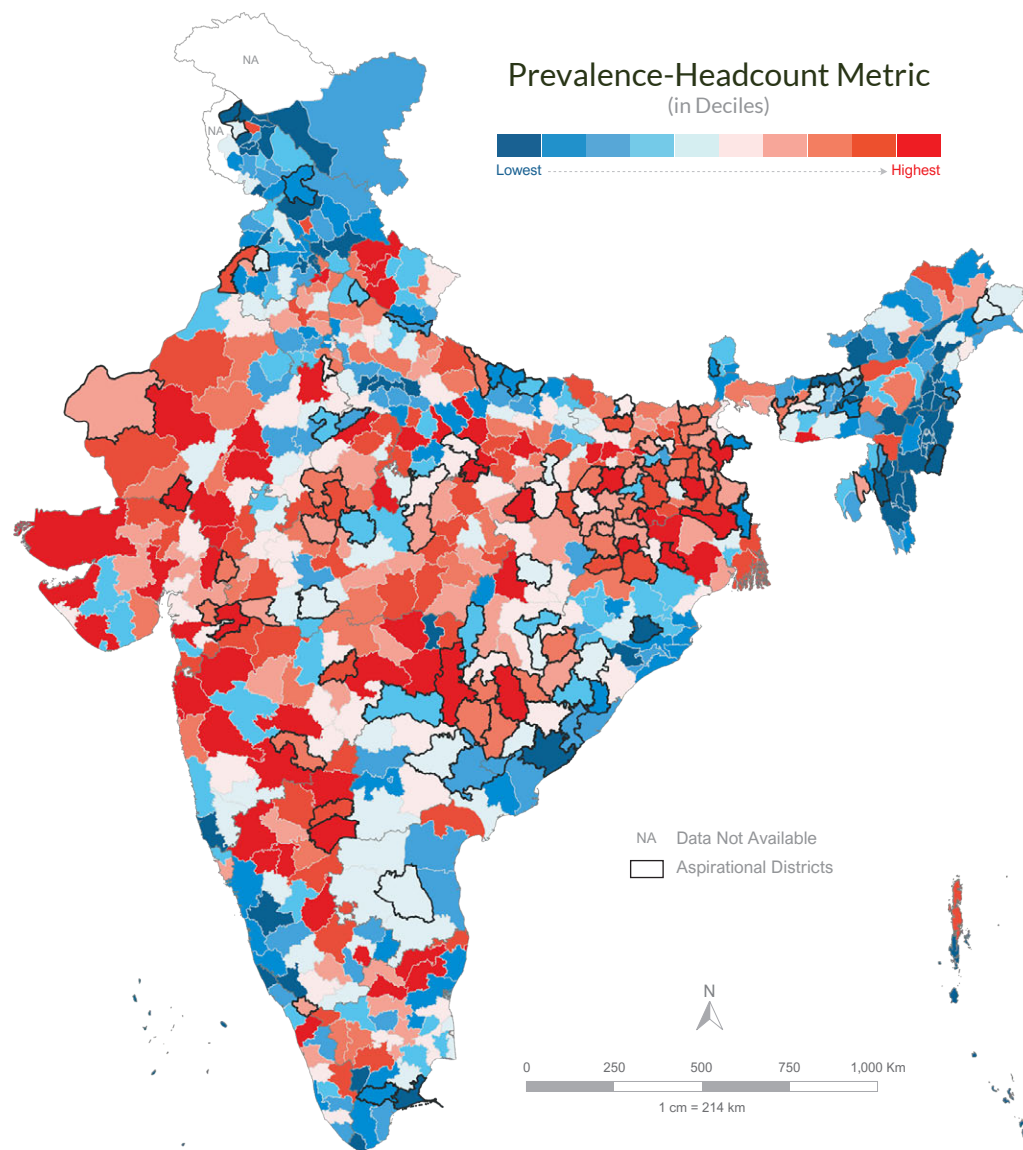 NA
Prevalence-Headcount Metric
(in Deciles)
NA
Lowest
Highest
NA Data Not Available
Aspirational Districts
N
0 250 500 750 1,000 Km
1 cm = 214 km